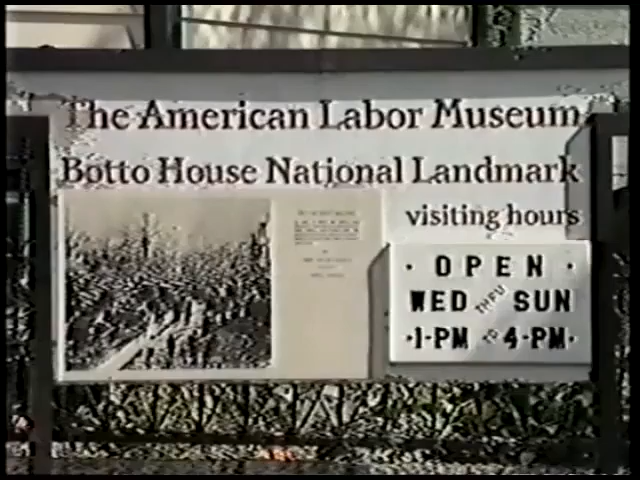 The American Labor Museum
Botto House National Landmark
visiting hours
· OPEN ·
WED THRU SUN
·1-PM TO 4-PM·